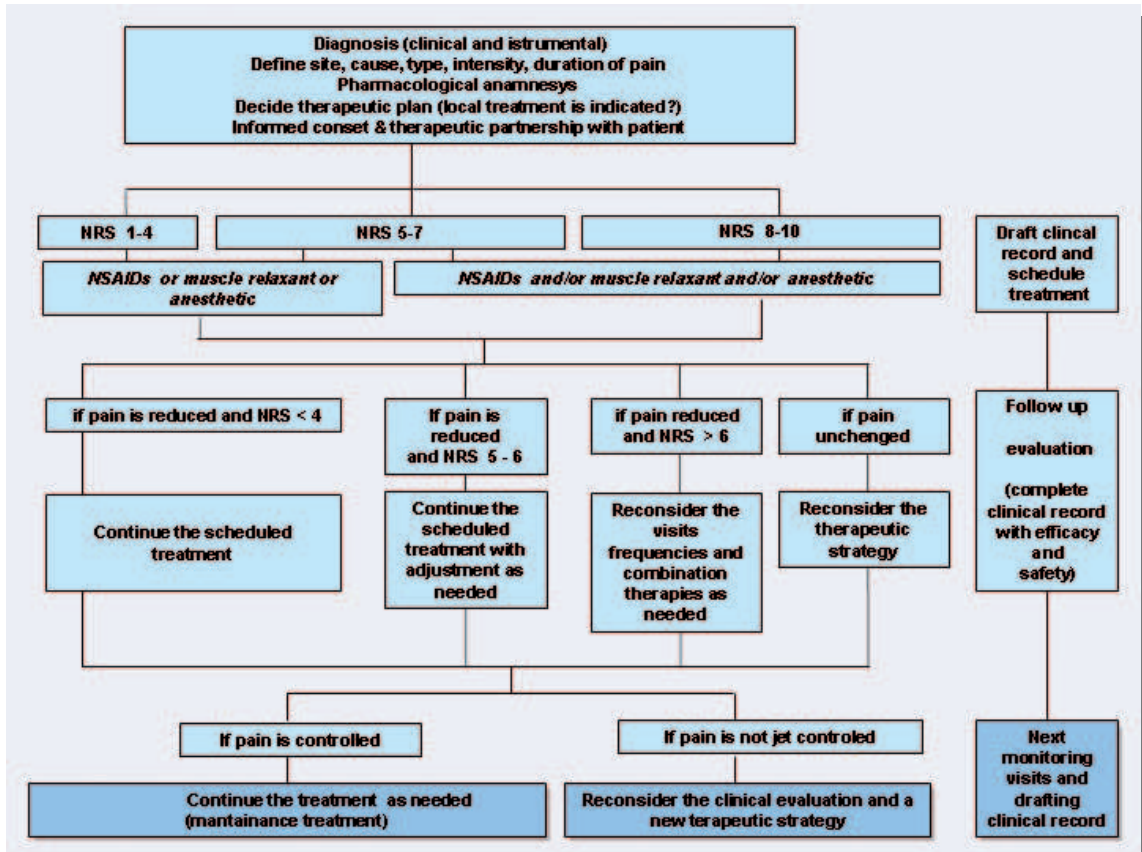 Diagnosis (clinical and istrumental)
Define site, cause, type, intensity, duration of pain
Pharmacological anamnesys
Decide therapeutic plan (local treatment is indicated?)
Informed conset & therapeutic partnership with patient
NRS 1-4
NRS 5-7
NRS 8-10
NSAIDs or muscle relaxant or
anesthetic
NSAIDs and/or muscle relaxant and/or anesthetic
Draft clincal
record and
schedule
treatment
if pain is reduced and NRS < 4
If pain is
reduced
and NRS 5 - 6
if pain reduced
and NRS > 6
if pain
unchenged
Follow up
evaluation
(complete
clinical record
with efficacy
and
safety)
Continue the scheduled
treatment
Continue the
scheduled
treatment with
adjustment as
needed
Reconsider the
visits
frequencies and
combination
therapies as
needed
Reconsider the
therapeutic
strategy
If pain is controlled
If pain is not jet controled
Continue the treatment as needed
(mantainance treatment)
Reconsider the clinical evaluation and a
new terapeutic strategy
Next
monitoring
visits and
drafting
clinical record